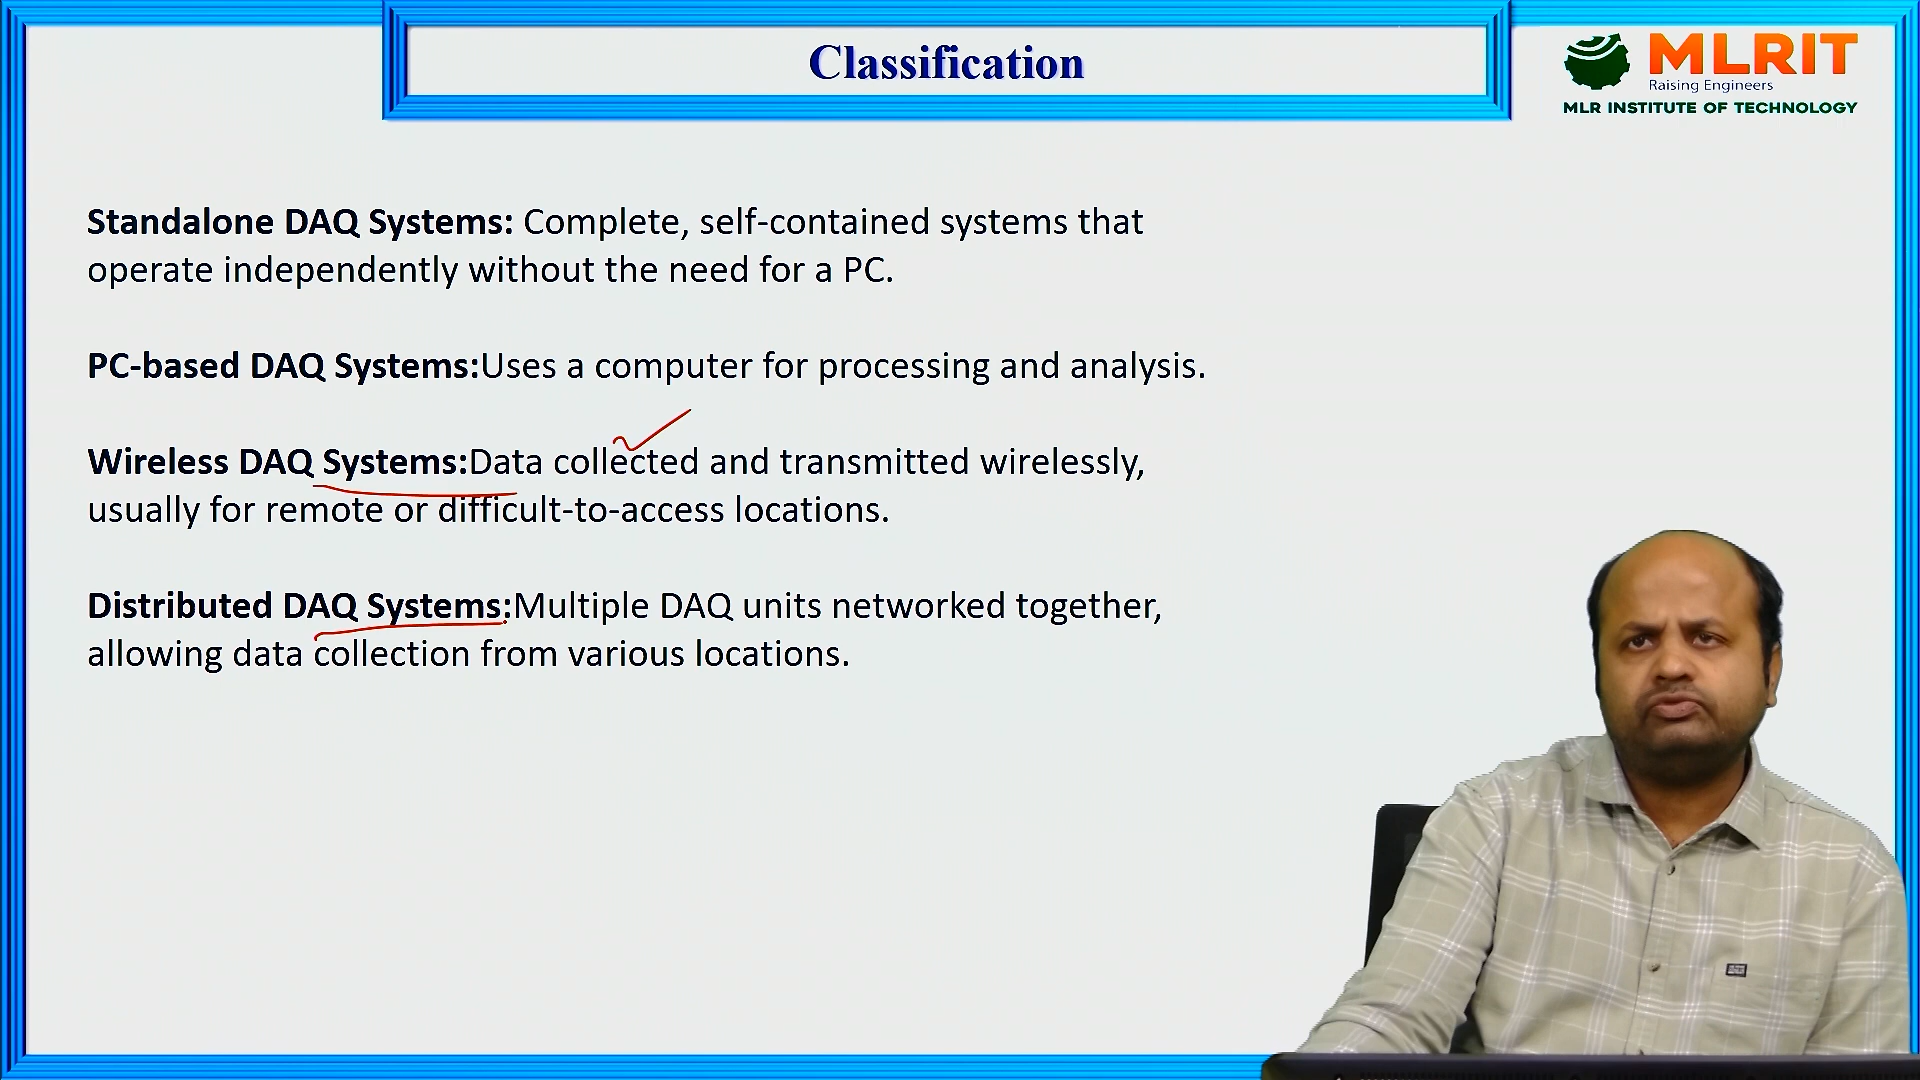 Classification
MLRIT
Raising Engineers
MLR INSTITUTE OF TECHNOLOGY
Standalone DAQ Systems: Complete, self-contained systems that
operate independently without the need for a PC.
PC-based DAQ Systems:Uses a computer for processing and analysis.
Wireless DAQ Systems:Data collected and transmitted wirelessly,
usually for remote or difficult-to-access locations.
Distributed DAQ Systems:Multiple DAQ units networked together,
allowing data collection from various locations.